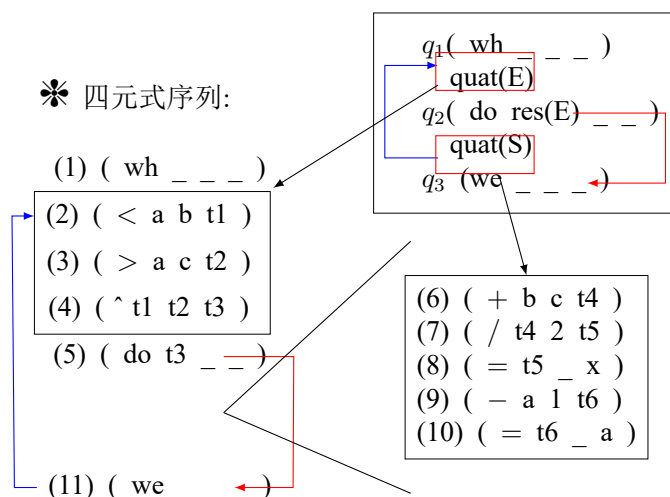 ❋ 四元式序列:
(1) ( wh _ _ _ )
(2) ( < a b t1 )
(3) ( > a c t2 )
(4) ( ^ t1 t2 t3 )
(5) ( do t3 _ _ )
(11) ( we )
q1( wh _ _ _ )
quat(E)
q2( do res(E) _ _ )
quat(S)
q3 (we _ _ _ )
(6) ( + b c t4 )
(7) ( / t4 2 t5 )
(8) ( = t5 _ x )
(9) ( − a 1 t6 )
(10) ( = t6 _ a )